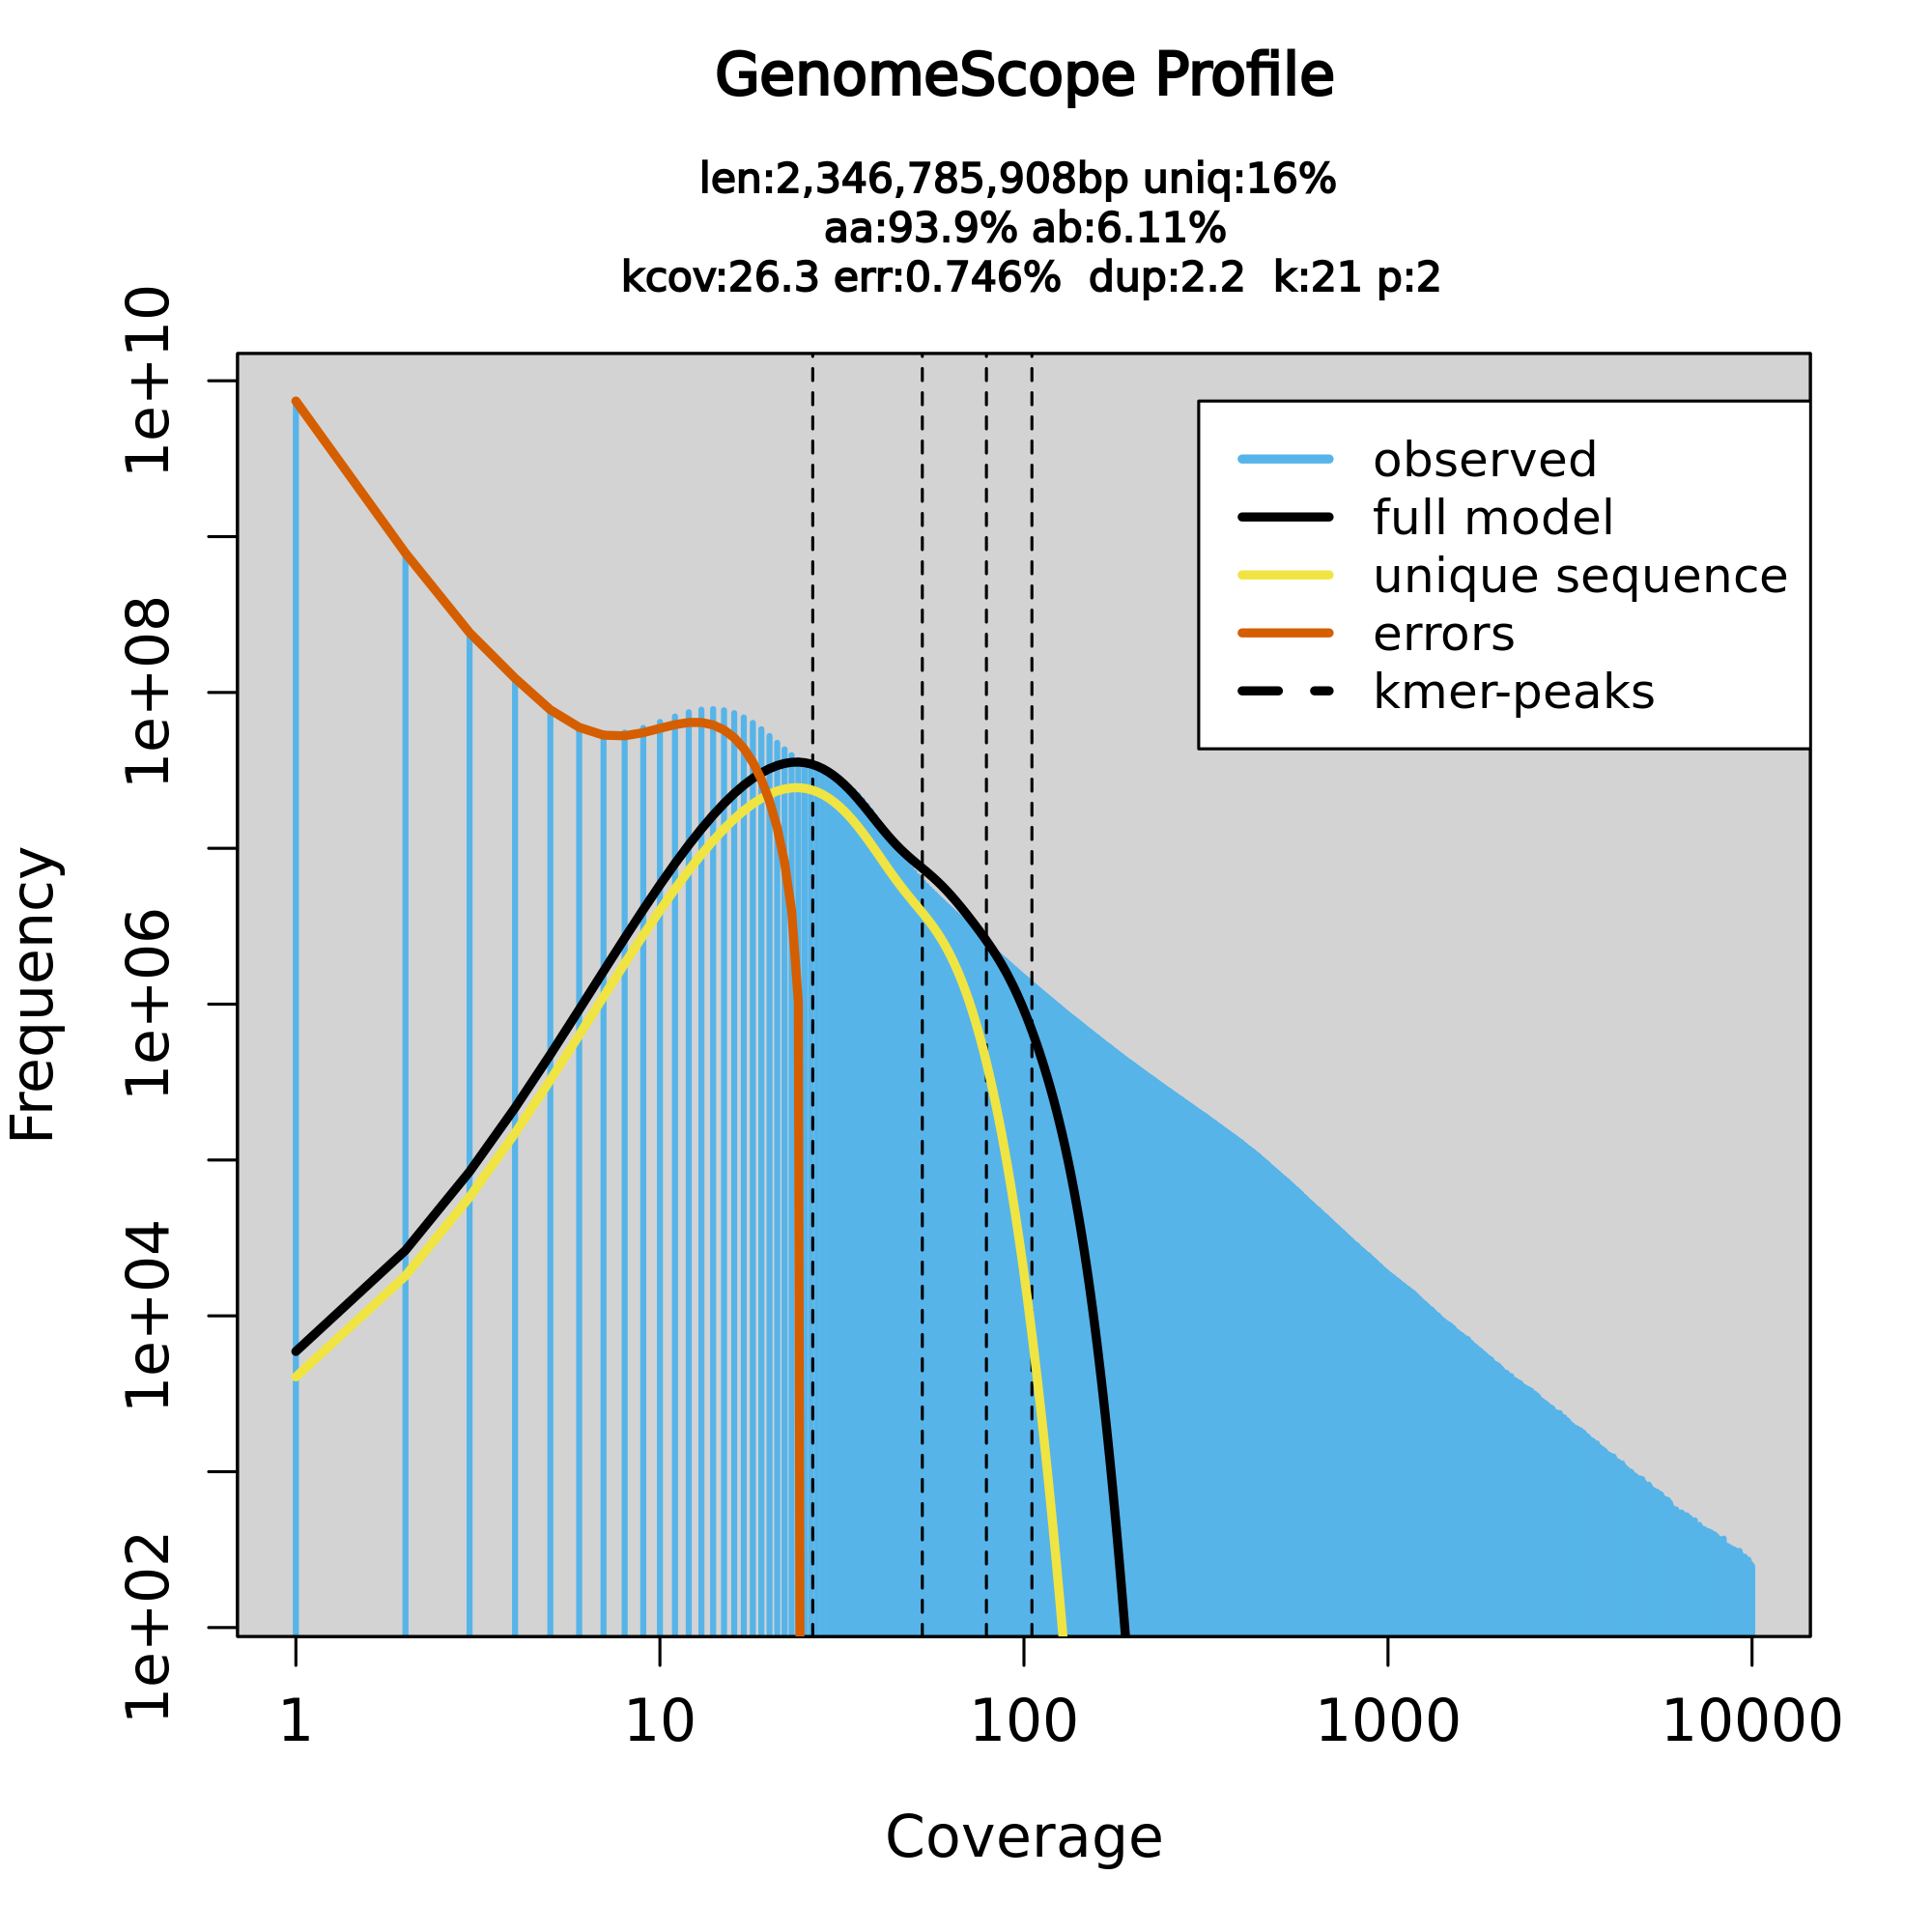 GenomeScope Profile
len:2,346,785,908bp uniq:16%
aa:93.9% ab:6.11%
kcov:26.3 err:0.746% dup:2.2 k:21 p:2
1e+10
1e+08
1e+06
1e+04
1e+02
Frequency
observed
full model
unique sequence
errors
kmer-peaks
1 10 100 1000 10000
Coverage